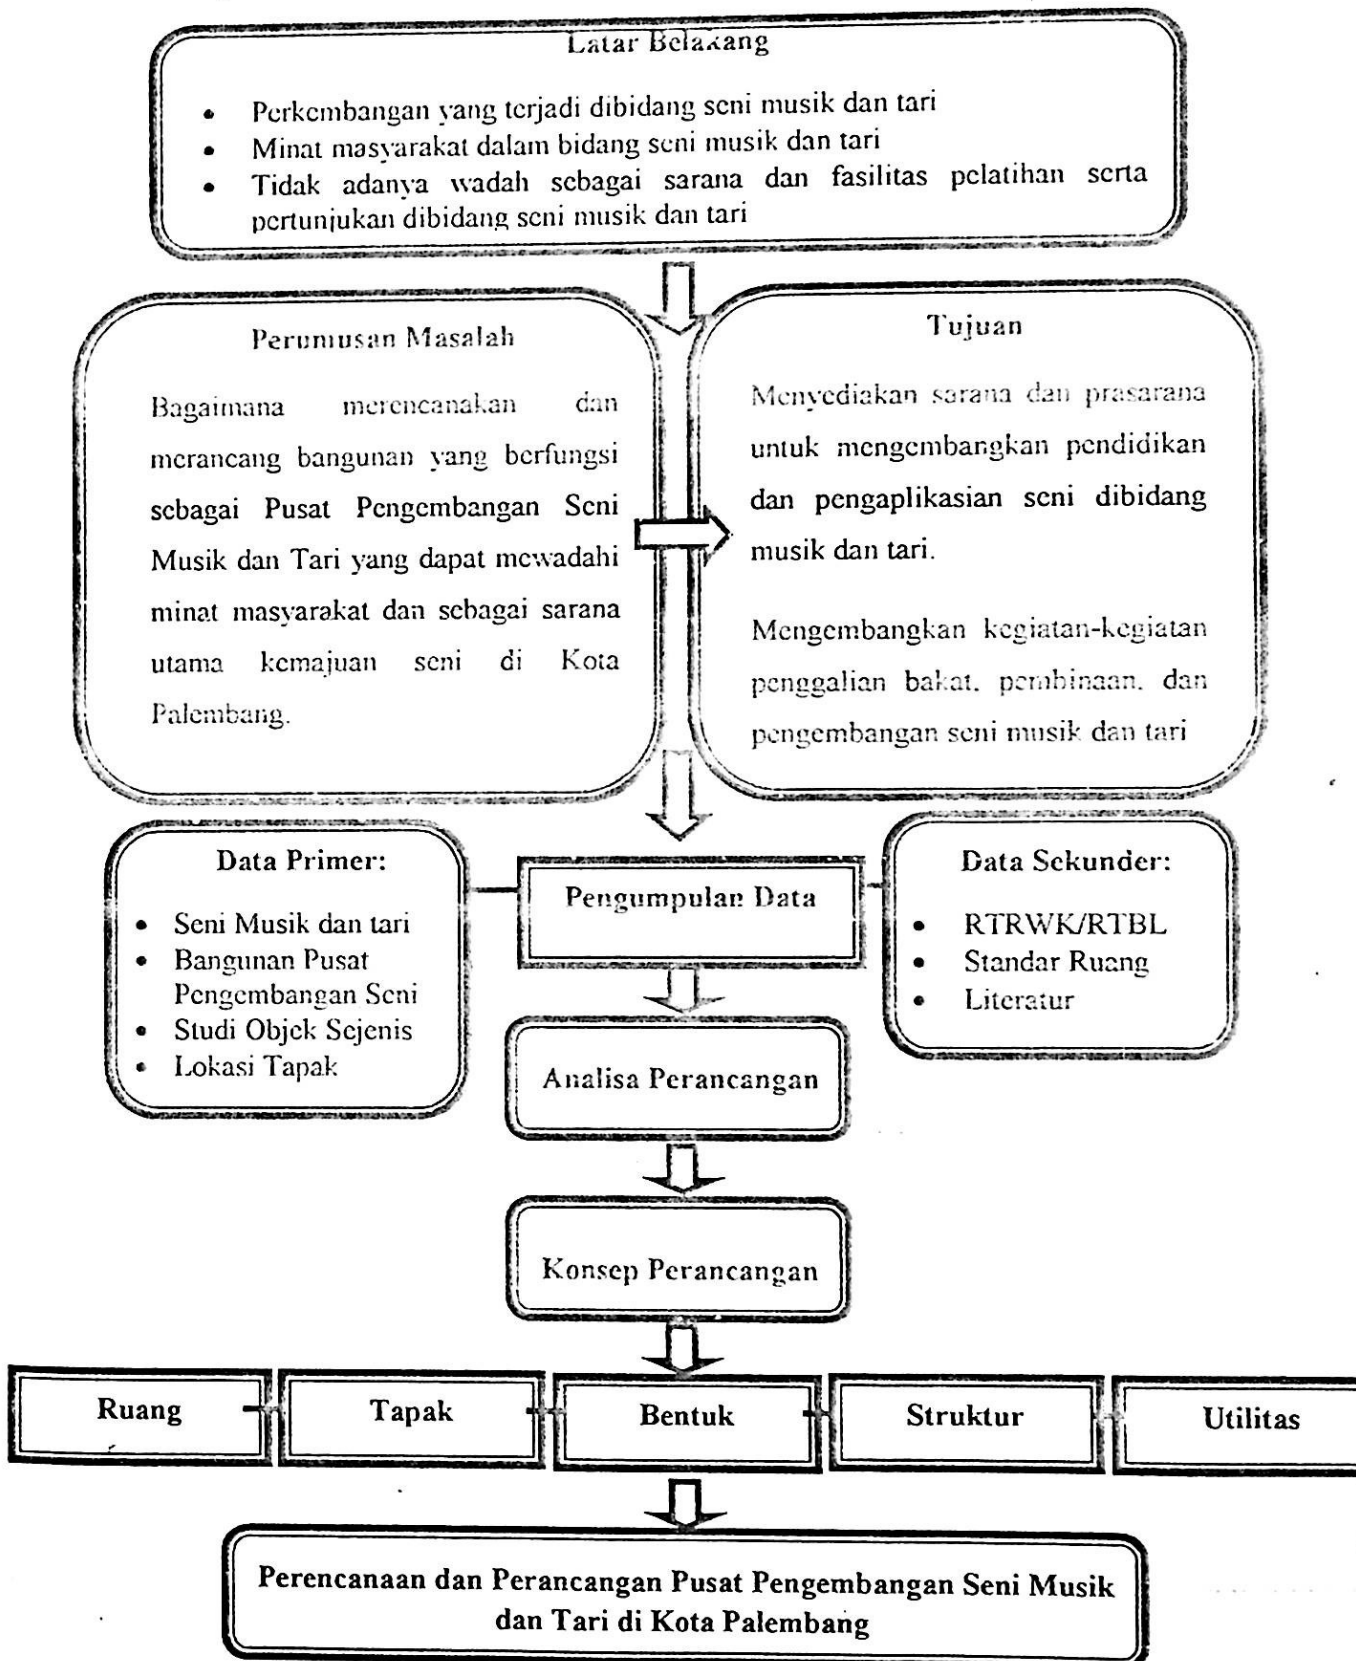 Latar Belakang
• Perkembangan yang terjadi dibidang seni musik dan tari
• Minat masyarakat dalam bidang seni musik dan tari
• Tidak adanya wadah sebagai sarana dan fasilitas pelatihan serta
pertunjukan dibidang seni musik dan tari
Perumusan Masalah
Bagaimana merencanakan dan
merancang bangunan yang berfungsi
sebagai Pusat Pengembangan Seni
Musik dan Tari yang dapat mewadahi
minat masyarakat dan sebagai sarana
utama kemajuan seni di Kota
Palembang.
Tujuan
Menyediakan sarana dan prasarana
untuk mengembangkan pendidikan
dan pengaplikasian seni dibidang
musik dan tari.
Mengembangkan kegiatan-kegiatan
penggalian bakat, pembinaan, dan
pengembangan seni musik dan tari
Data Primer:
• Seni Musik dan tari
• Bangunan Pusat
Pengembangan Seni
• Studi Objek Sejenis
• Lokasi Tapak
Pengumpulan Data
Data Sekunder:
• RTRWK/RTBL
• Standar Ruang
• Literatur
Analisa Perancangan
Konsep Perancangan
Ruang
Tapak
Bentuk
Struktur
Utilitas
Perencanaan dan Perancangan Pusat Pengembangan Seni Musik
dan Tari di Kota Palembang